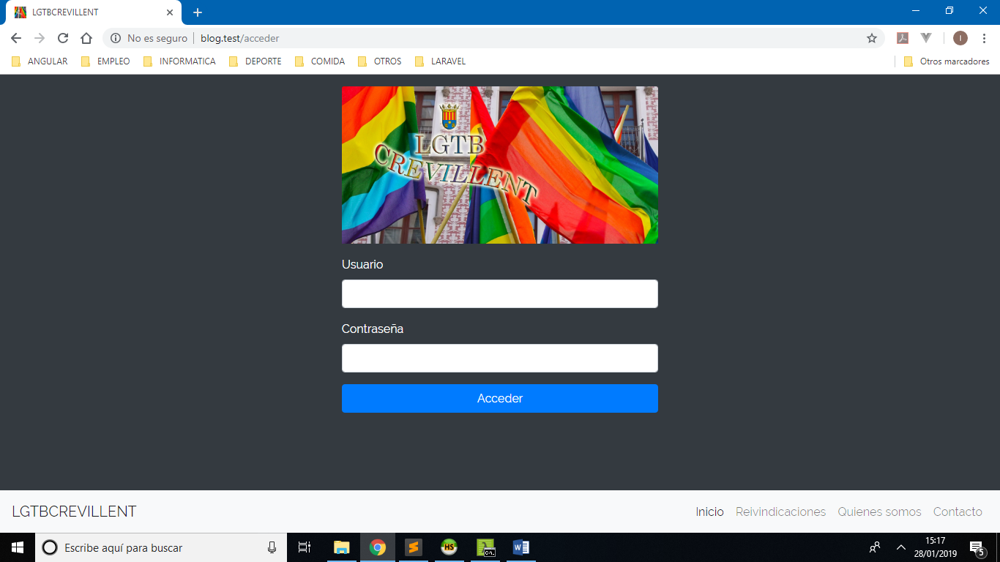 LGTBCREVILLENT
No es seguro | blog.test/acceder
I
ANGULAR EMPLEO INFORMATICA DEPORTE COMIDA OTROS LARAVEL Otros marcadores
LGTB
CREVILLENT
Usuario
Contraseña
Acceder
LGTBCREVILLENT Inicio Reivindicaciones Quienes somos Contacto
Escribe aquí para buscar
HS
C:\.
W
15:17
28/01/2019
5